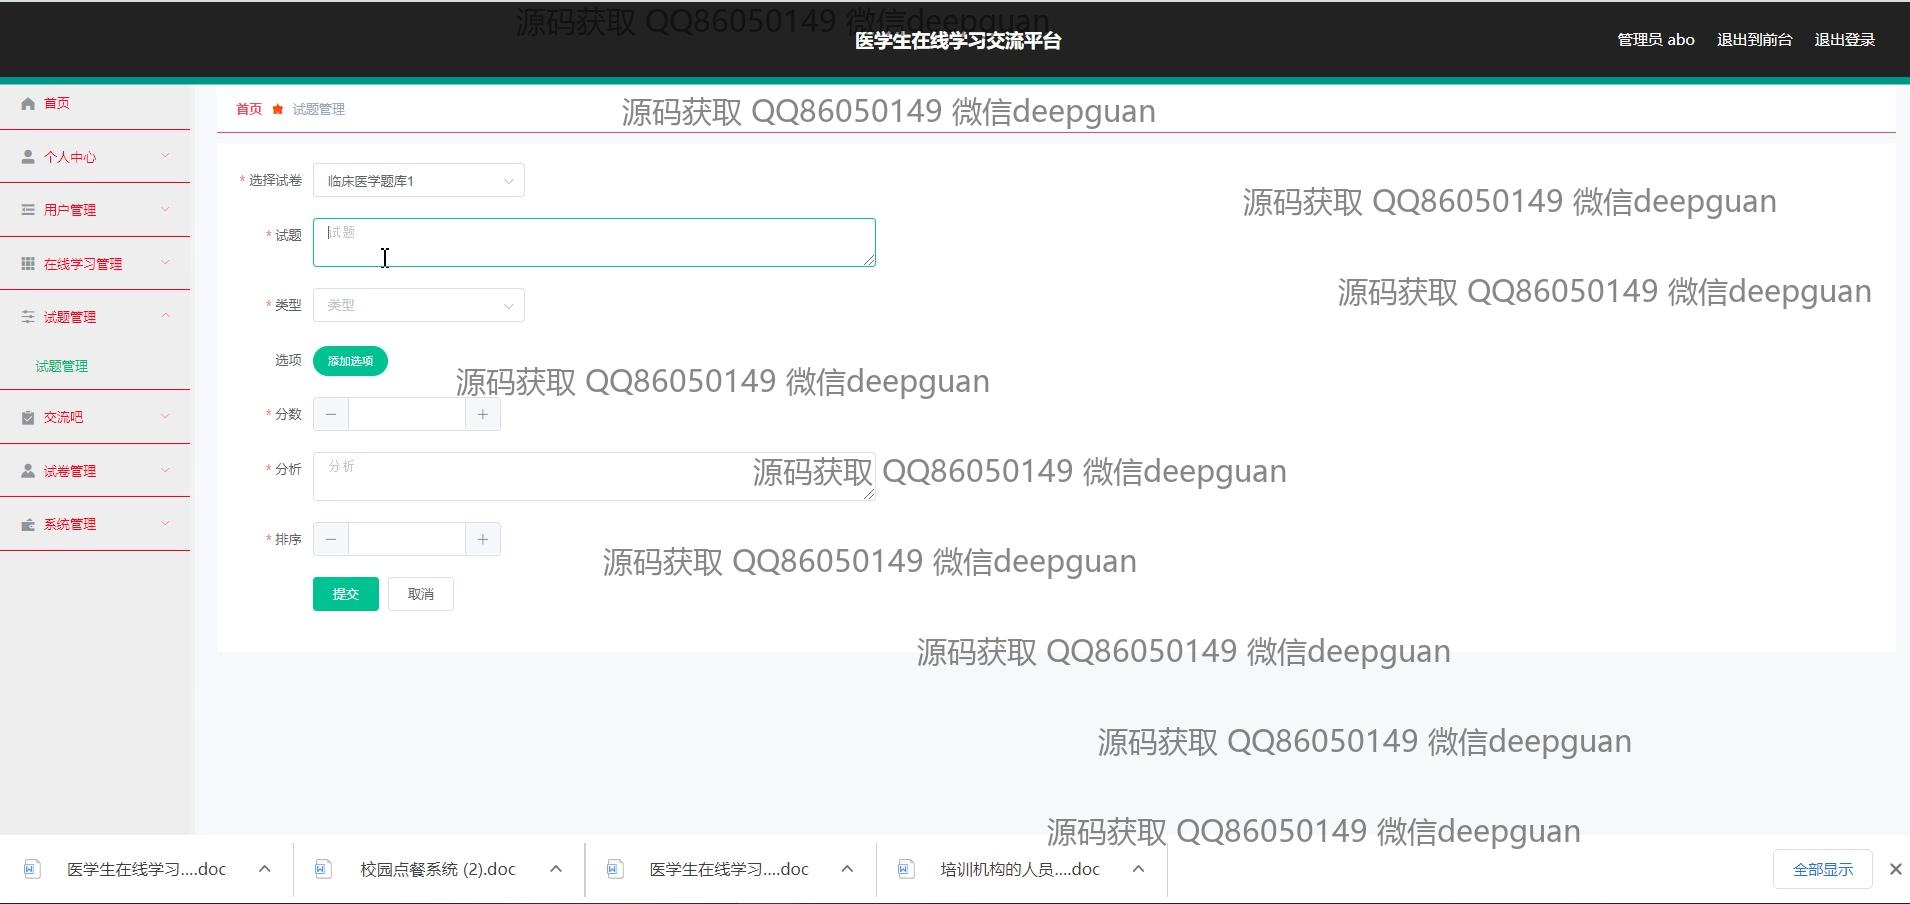 源码获取 QQ86050149 微信deepguan
医学生在线学习交流平台
管理员 abo 退出到前台 退出登录
首页
个人中心
用户管理
在线学习管理
试题管理
试题管理
交流吧
试卷管理
系统管理
首页 试题管理
源码获取 QQ86050149 微信deepguan
* 选择试卷 临床医学题库1
源码获取 QQ86050149 微信deepguan
* 试题 试题
源码获取 QQ86050149 微信deepguan
* 类型 类型
选项 添加选项
源码获取 QQ86050149 微信deepguan
* 分数 − +
* 分析 分析
源码获取 QQ86050149 微信deepguan
* 排序 − +
源码获取 QQ86050149 微信deepguan
提交 取消
源码获取 QQ86050149 微信deepguan
源码获取 QQ86050149 微信deepguan
源码获取 QQ86050149 微信deepguan
医学生在线学习....doc 校园点餐系统 (2).doc 医学生在线学习....doc 培训机构的人员....doc 全部显示